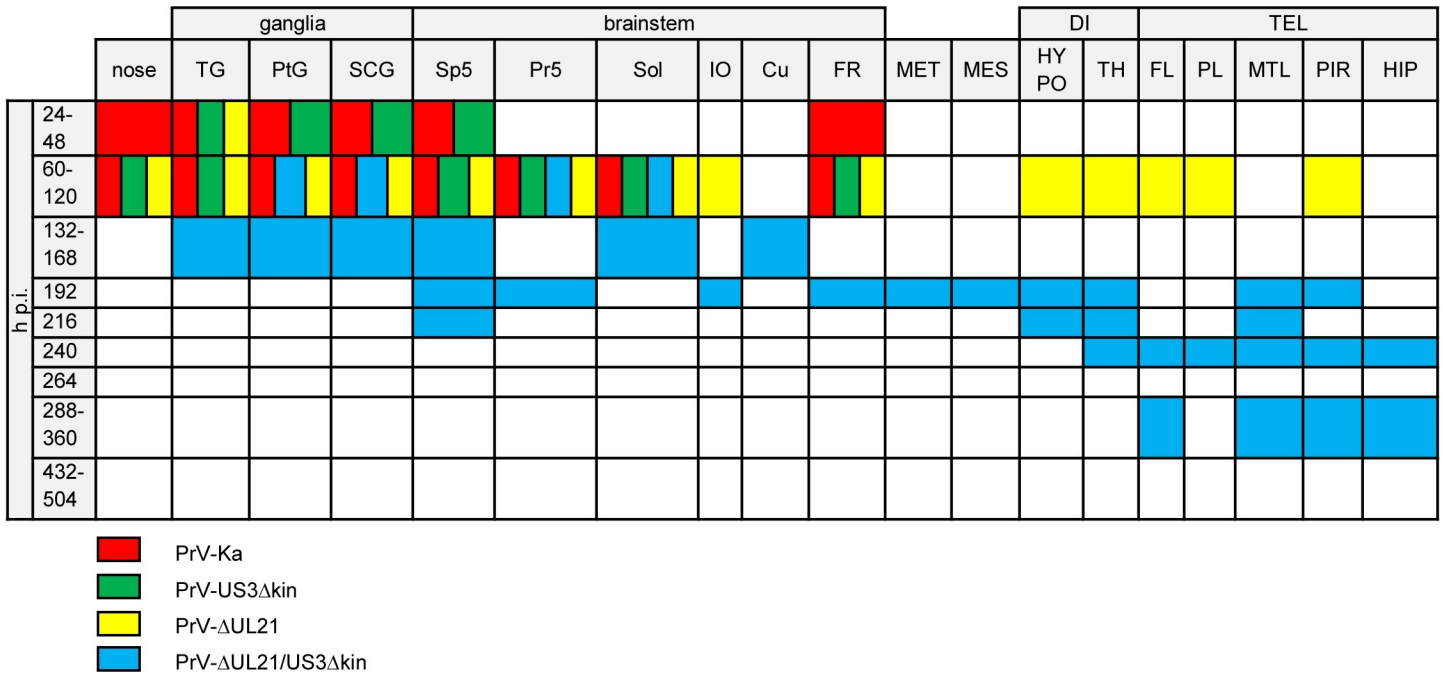 ganglia brainstem DI TEL
nose TG PtG SCG Sp5 Pr5 Sol IO Cu FR MET MES HY PO TH FL PL MTL PIR HIP
h p.i.
24-
48
60-
120
132-
168
192
216
240
264
288-
360
432-
504
PrV-Ka
PrV-US3Δkin
PrV-ΔUL21
PrV-ΔUL21/US3Δkin